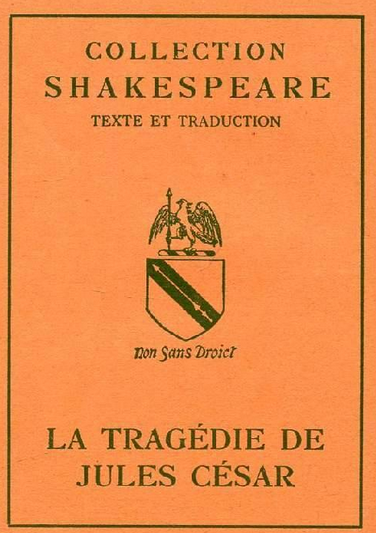 COLLECTION
SHAKESPEARE
TEXTE ET TRADUCTION
Non Sans Droict
LA TRAGÉDIE DE
JULES CÉSAR